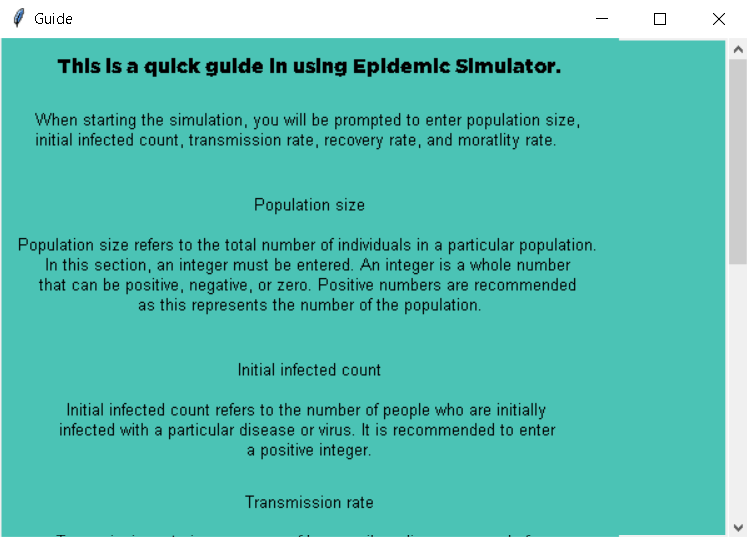 Guide
This is a quick guide in using Epidemic Simulator.
When starting the simulation, you will be prompted to enter population size,
initial infected count, transmission rate, recovery rate, and moratlity rate.
Population size
Population size refers to the total number of individuals in a particular population.
In this section, an integer must be entered. An integer is a whole number
that can be positive, negative, or zero. Positive numbers are recommended
as this represents the number of the population.
Initial infected count
Initial infected count refers to the number of people who are initially
infected with a particular disease or virus. It is recommended to enter
a positive integer.
Transmission rate